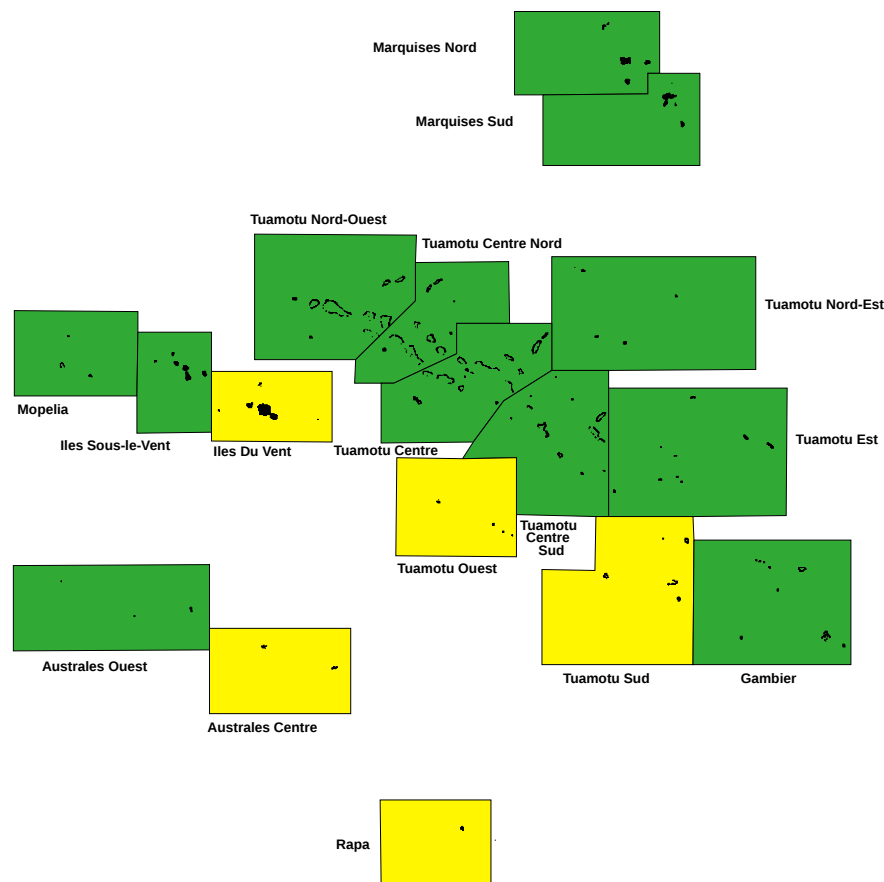 Marquises Nord
Marquises Sud
Tuamotu Nord-Ouest
Tuamotu Centre Nord
Tuamotu Nord-Est
Mopelia
Iles Sous-le-Vent
Iles Du Vent
Tuamotu Centre
Tuamotu Est
Tuamotu
Centre
Sud
Tuamotu Ouest
Australes Ouest
Tuamotu Sud
Gambier
Australes Centre
Rapa